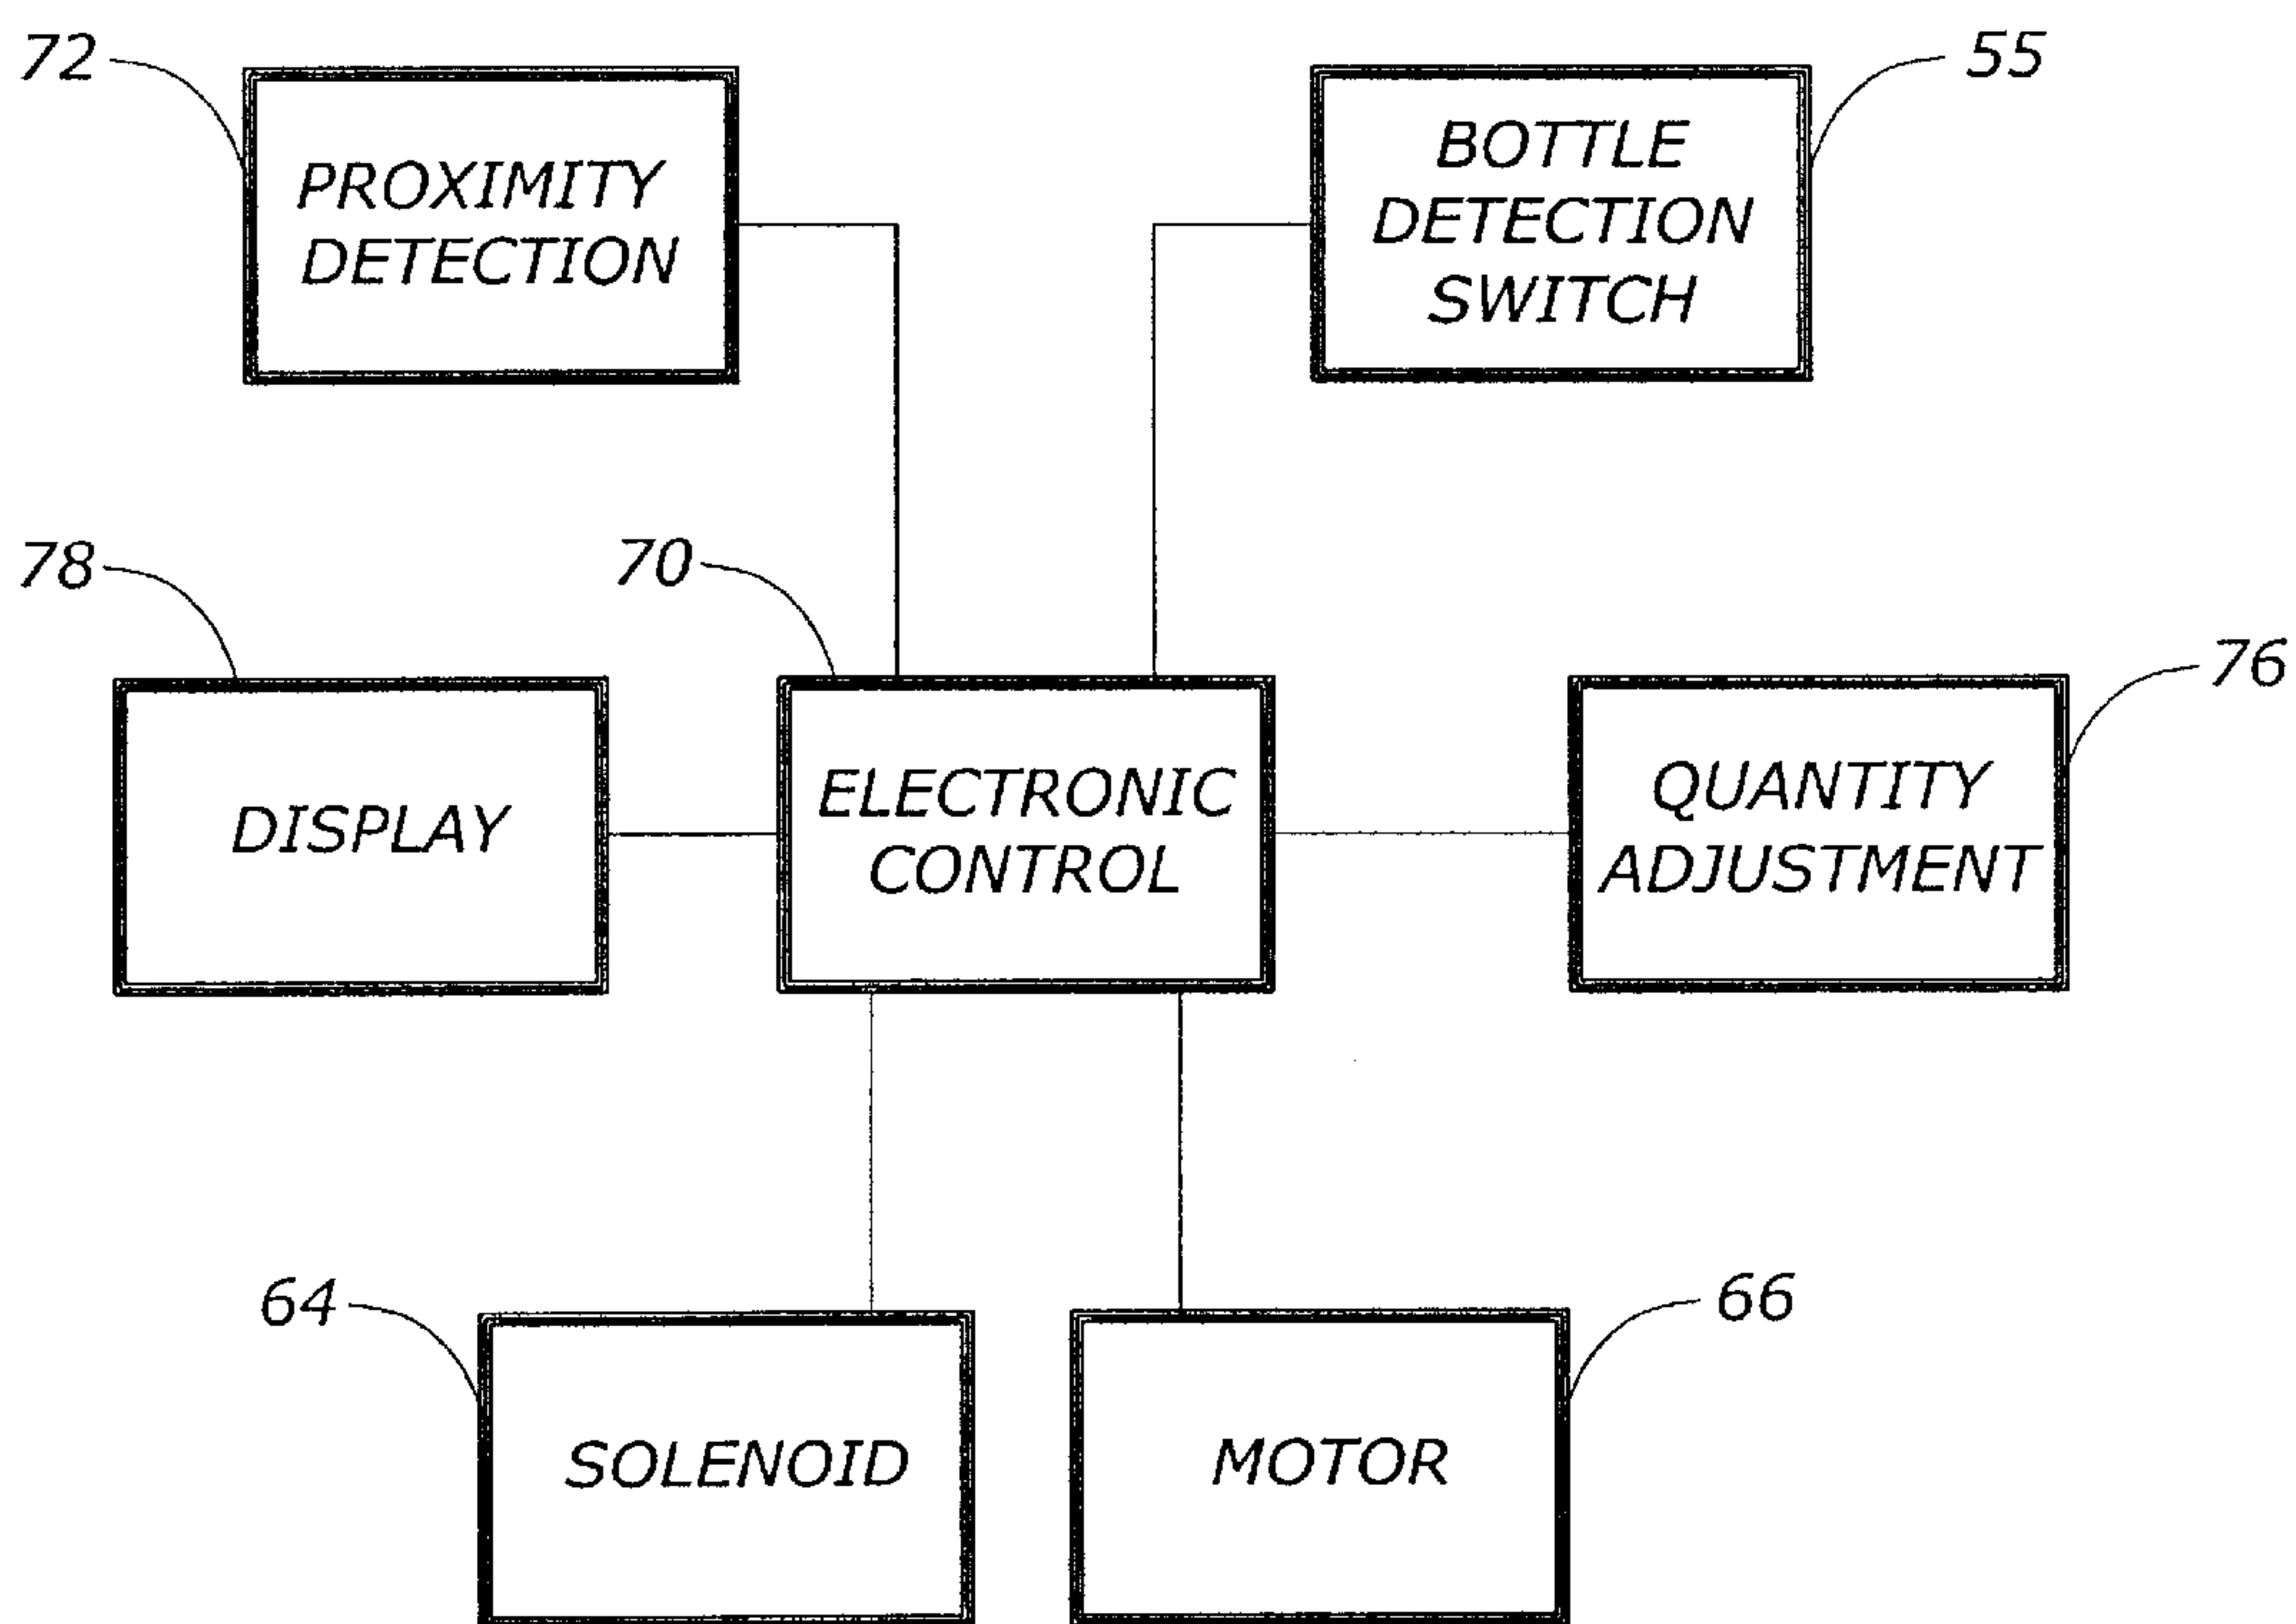 72
PROXIMITY
DETECTION
55
BOTTLE
DETECTION
SWITCH
78
DISPLAY
70
ELECTRONIC
CONTROL
76
QUANTITY
ADJUSTMENT
64
SOLENOID
66
MOTOR